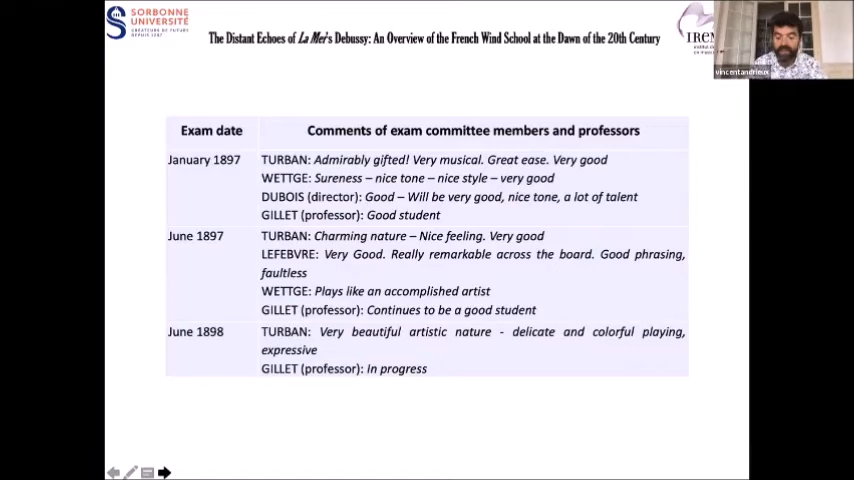 SORBONNE
UNIVERSITÉ
CRÉATEURS DE FUTURS
DEPUIS 1257
The Distant Echoes of La Mer's Debussy: An Overview of the French Wind School at the Dawn of the 20th Century
vincentandrieux
Exam date Comments of exam committee members and professors
January 1897 TURBAN: Admirably gifted! Very musical. Great ease. Very good
WETTGE: Sureness – nice tone – nice style – very good
DUBOIS (director): Good – Will be very good, nice tone, a lot of talent
GILLET (professor): Good student
June 1897 TURBAN: Charming nature – Nice feeling. Very good
LEFEBVRE: Very Good. Really remarkable across the board. Good phrasing,
faultless
WETTGE: Plays like an accomplished artist
GILLET (professor): Continues to be a good student
June 1898 TURBAN: Very beautiful artistic nature - delicate and colorful playing,
expressive
GILLET (professor): In progress